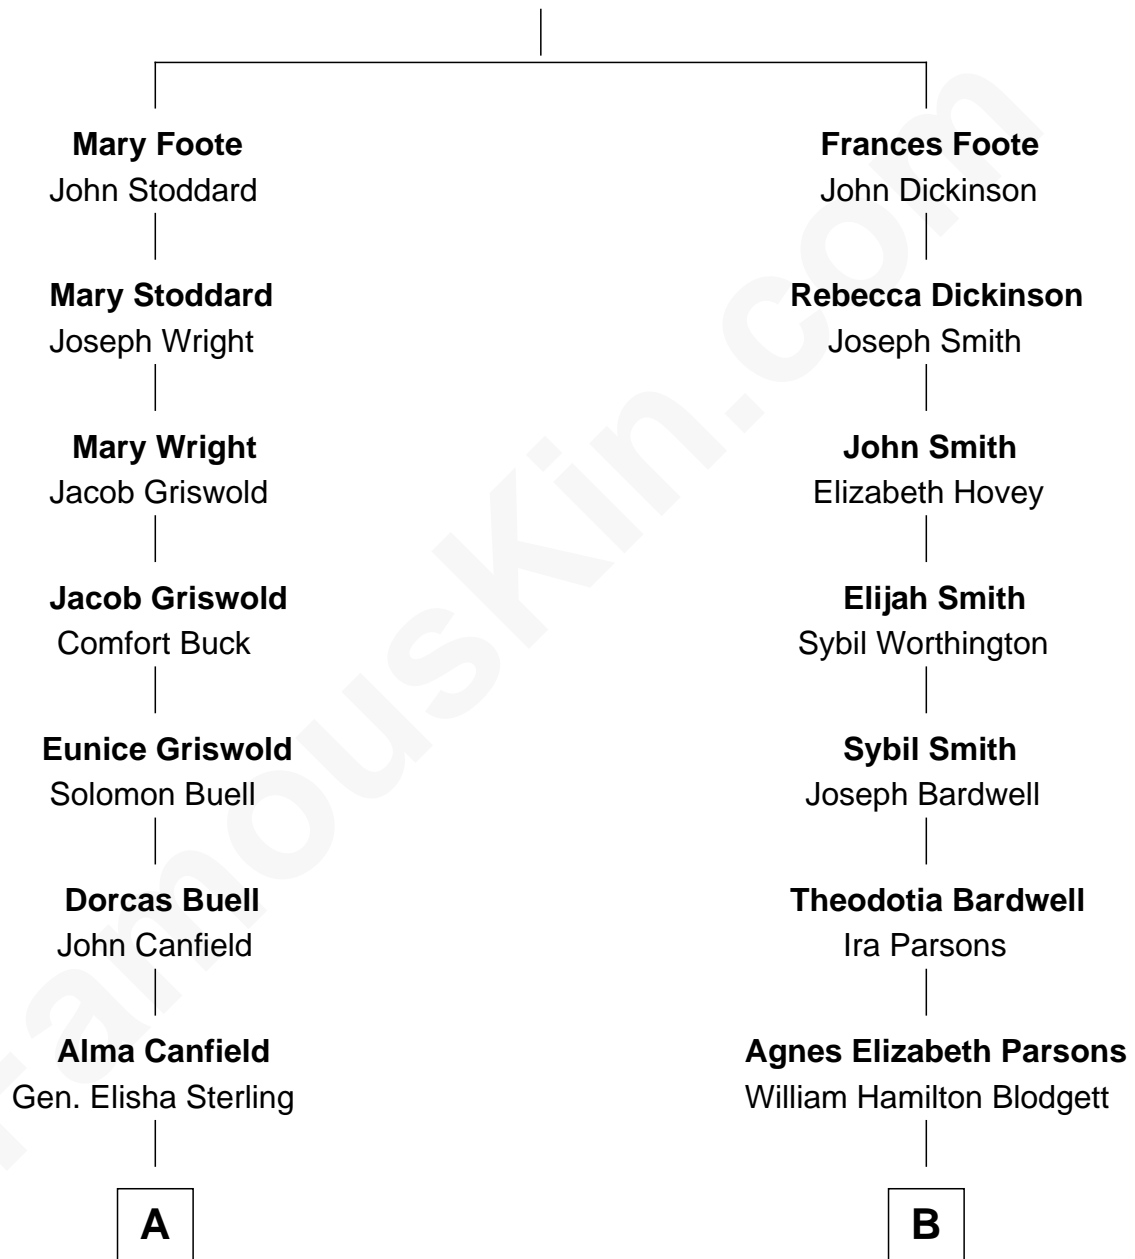 Mary Foote
John Stoddard
Mary Stoddard
Joseph Wright
Mary Wright
Jacob Griswold
Jacob Griswold
Comfort Buck
Eunice Griswold
Solomon Buell
Dorcas Buell
John Canfield
Alma Canfield
Gen. Elisha Sterling
A
Frances Foote
John Dickinson
Rebecca Dickinson
Joseph Smith
John Smith
Elizabeth Hovey
Elijah Smith
Sybil Worthington
Sybil Smith
Joseph Bardwell
Theodotia Bardwell
Ira Parsons
Agnes Elizabeth Parsons
William Hamilton Blodgett
B
FamousKin.com